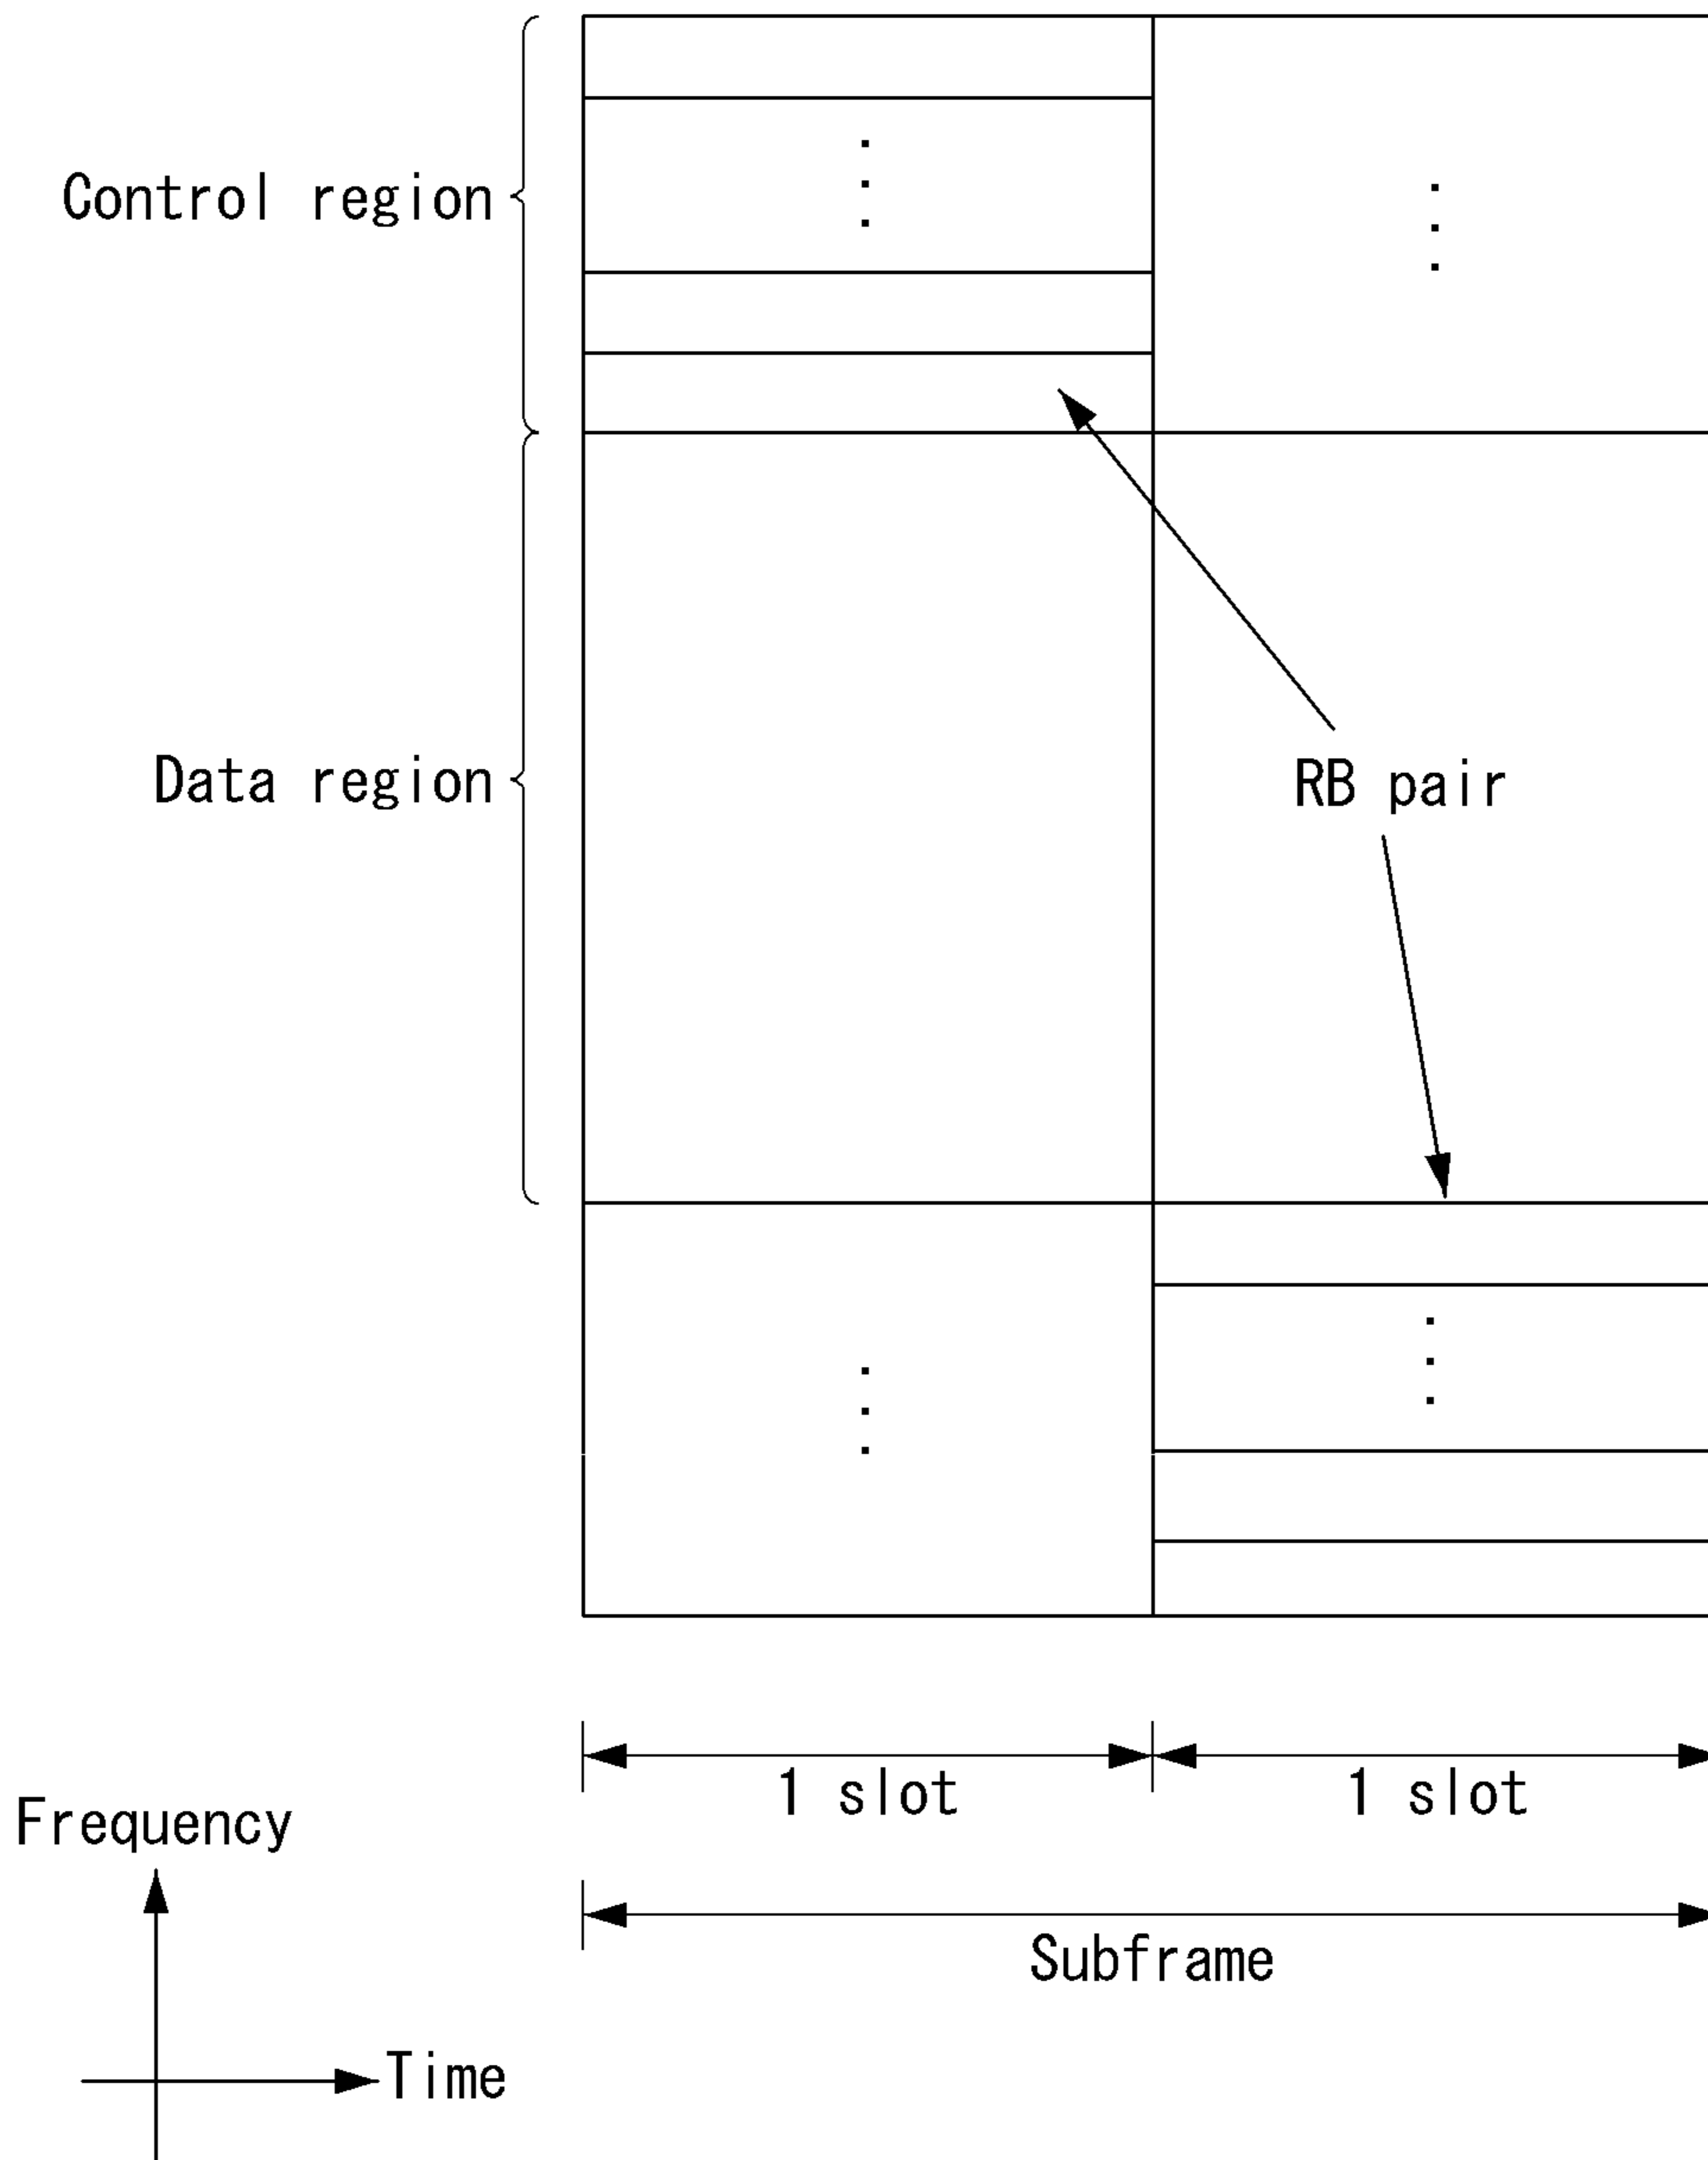 Control region
Data region
RB pair
1 slot
1 slot
Frequency
Subframe
Time